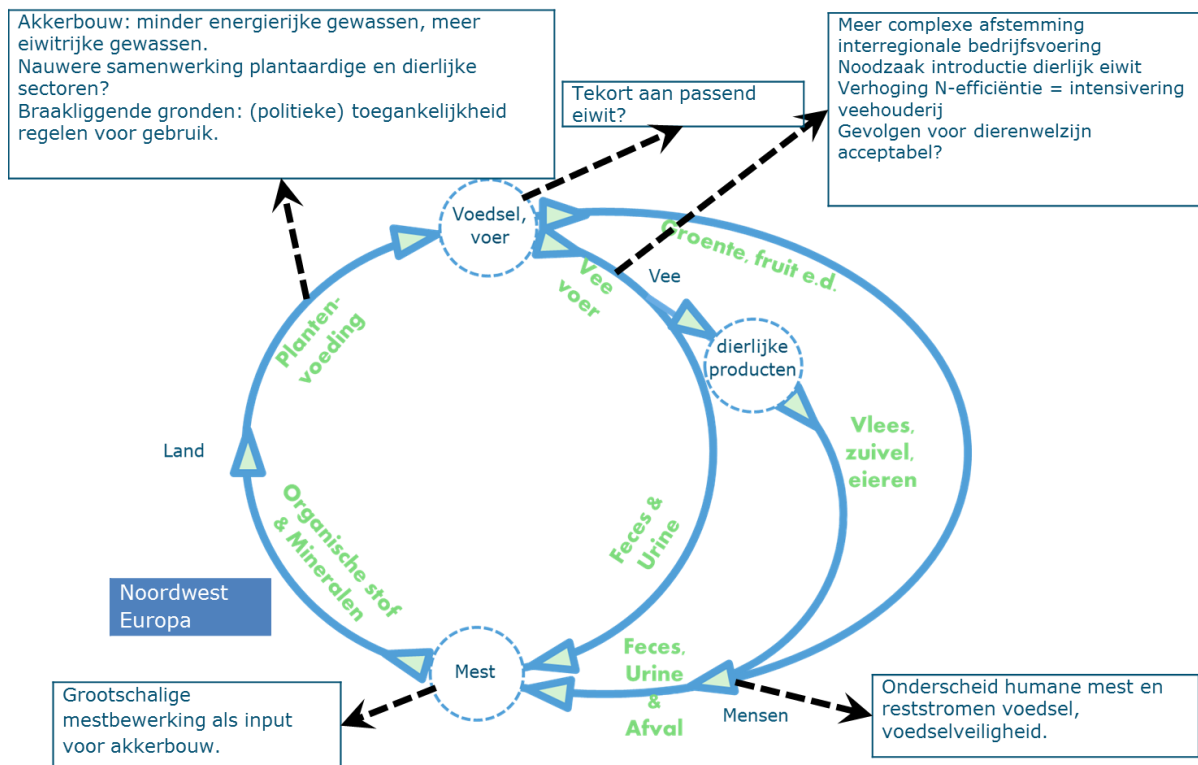 Akkerbouw: minder energierijke gewassen, meer
eiwitrijke gewassen.
Nauwere samenwerking plantaardige en dierlijke
sectoren?
Braakliggende gronden: (politieke) toegankelijkheid
regelen voor gebruik.
Tekort aan passend
eiwit?
Meer complexe afstemming
interregionale bedrijfsvoering
Noodzaak introductie dierlijk eiwit
Verhoging N-efficiëntie = intensivering
veehouderij
Gevolgen voor dierenwelzijn
acceptabel?
Voedsel,
voer
Groente, fruit e.d.
Vee
voer
Vee
Planten-
voeding
dierlijke
producten
Vlees,
zuivel,
eieren
Land
Organische stof
& Mineralen
Feces &
Urine
Noordwest
Europa
Mest
Feces,
Urine
&
Afval
Mensen
Grootschalige
mestbewerking als input
voor akkerbouw.
Onderscheid humane mest en
reststromen voedsel,
voedselveiligheid.